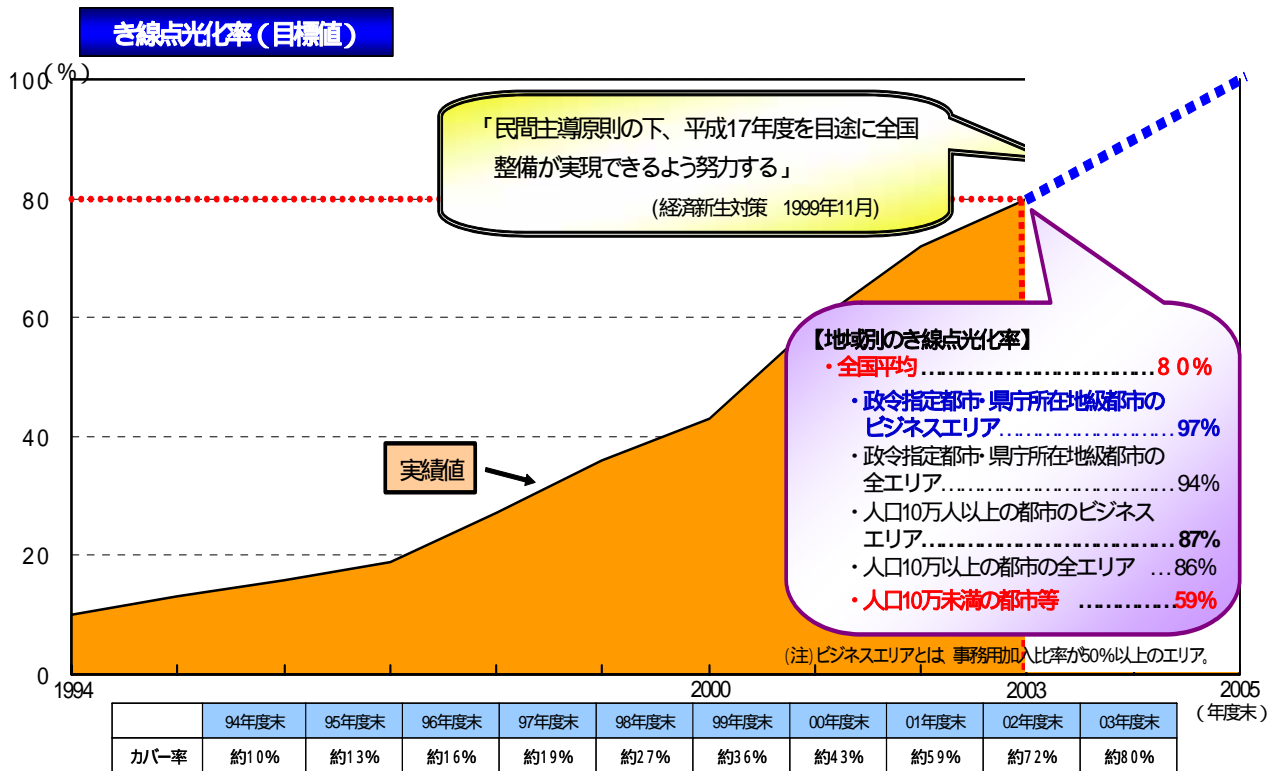 き線点光化率(目標値)
(%)
100
80
60
40
20
0
「民間主導原則の下、平成17年度を目途に全国
整備が実現できるよう努力する」
(経済新生対策 1999年11月)
実績値
【地域別のき線点光化率】
・全国平均................................80%
・政令指定都市・県庁所在地級都市の
ビジネスエリア............................97%
・政令指定都市・県庁所在地級都市の
全エリア....................................94%
・人口10万人以上の都市のビジネス
エリア.......................................87%
・人口10万以上の都市の全エリア ...86%
・人口10万未満の都市等 ...............59%
(注)ビジネスエリアとは、事務用加入比率が50%以上のエリア。
1994 2000 2003 2005
(年度末)
94年度末 95年度末 96年度末 97年度末 98年度末 99年度末 00年度末 01年度末 02年度末 03年度末
カバー率 約10% 約13% 約16% 約19% 約27% 約36% 約43% 約59% 約72% 約80%